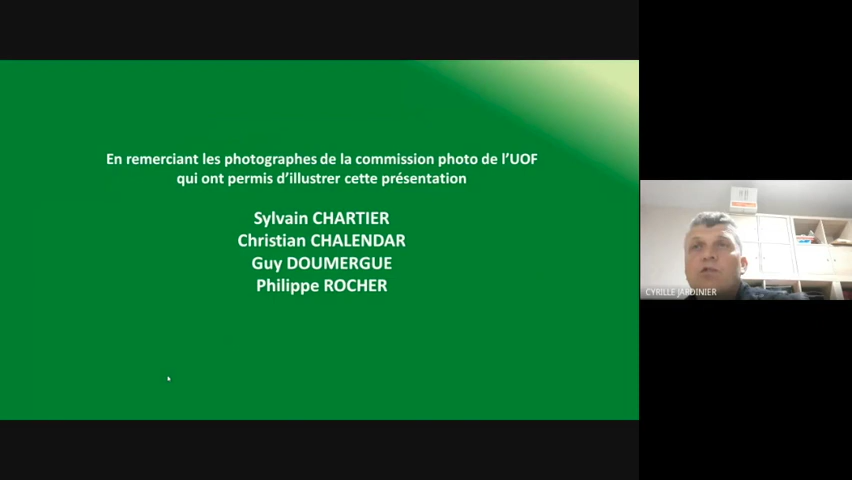 En remerciant les photographes de la commission photo de l'UOF
qui ont permis d'illustrer cette présentation
Sylvain CHARTIER
Christian CHALENDAR
Guy DOUMERGUE
Philippe ROCHER
CYRILLE JARDINIER